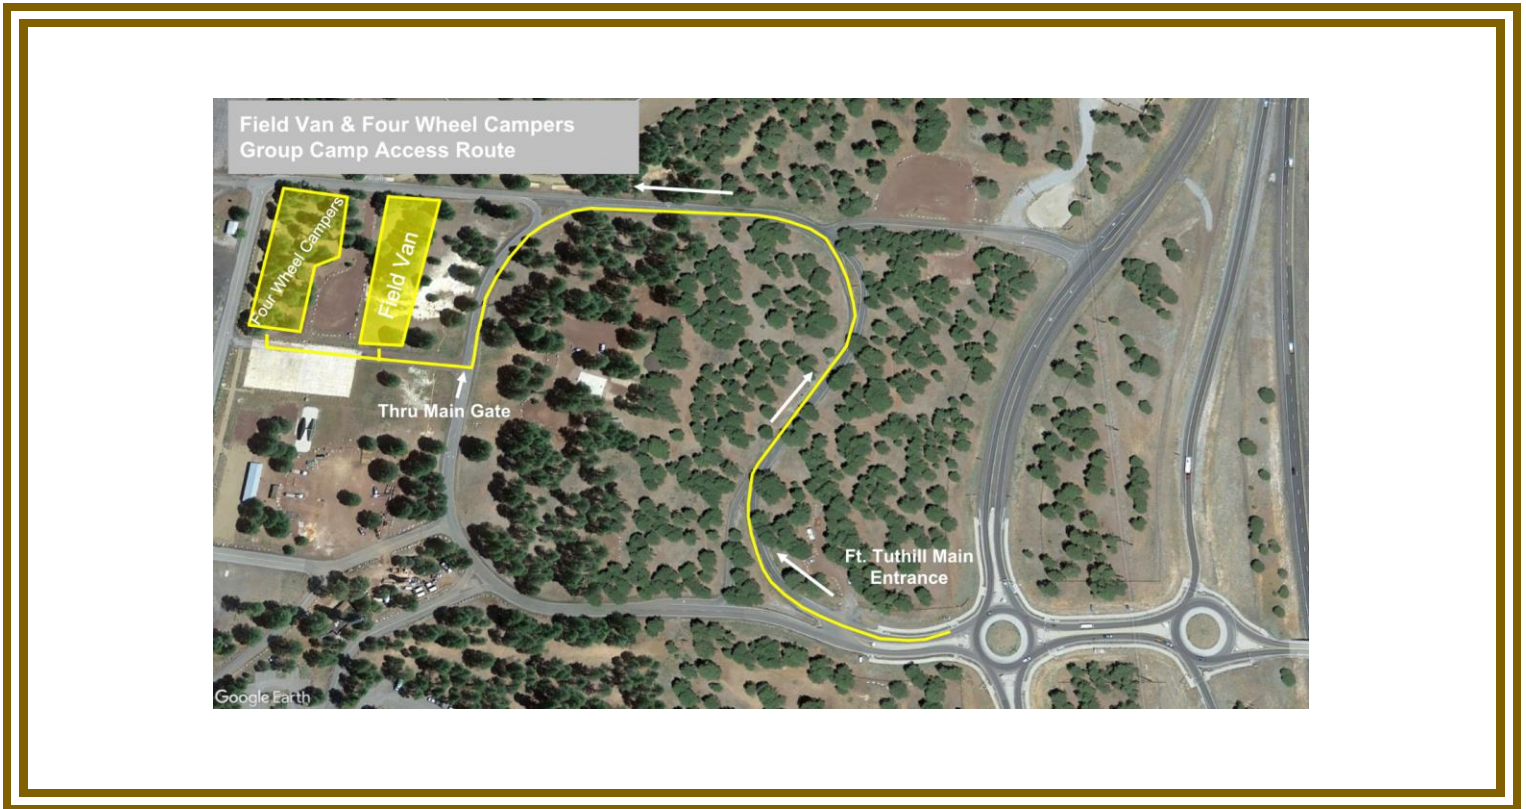 Field Van & Four Wheel Campers
Group Camp Access Route
Four Wheel Campers
Field Van
Thru Main Gate
Ft. Tuthill Main
Entrance
Google Earth